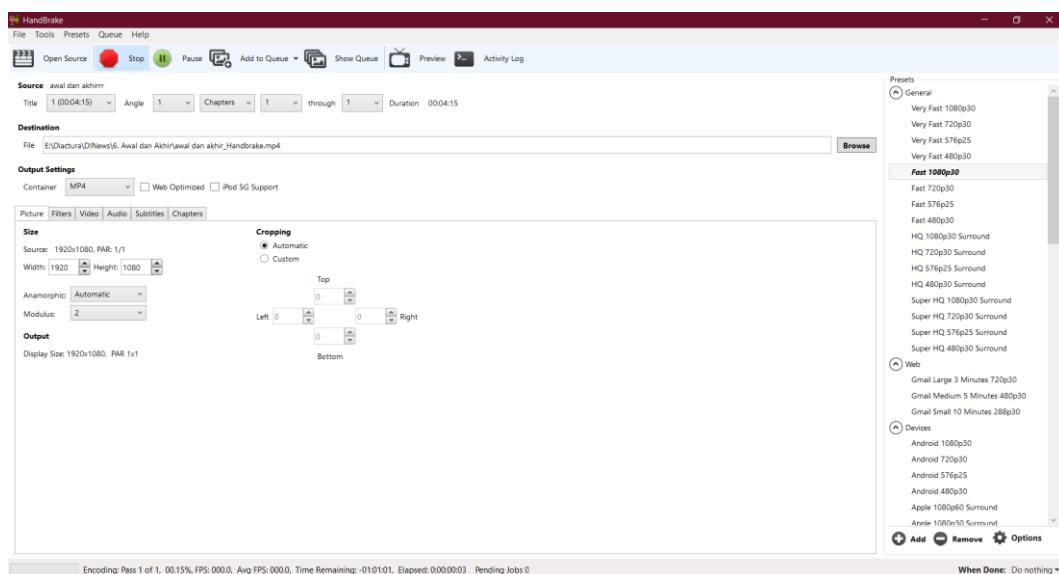 HandBrake
File Tools Presets Queue Help
Open Source Stop Pause Add to Queue Show Queue Preview Activity Log
Source awal dan akhirrr
Title 1 (00:04:15) Angle 1 Chapters 1 through 1 Duration 00:04:15
Destination
File E:\Diactura\D!News\6. Awal dan Akhir\awal dan akhir_Handbrake.mp4 Browse
Output Settings
Container MP4 Web Optimized iPod 5G Support
Picture Filters Video Audio Subtitles Chapters
Size
Source: 1920x1080, PAR: 1/1
Width: 1920 Height: 1080
Anamorphic: Automatic
Modulus: 2
Output
Display Size: 1920x1080, PAR 1x1
Cropping
Automatic
Custom
Top
0
Left 0 0 Right
0
Bottom
Presets
General
Very Fast 1080p30
Very Fast 720p30
Very Fast 576p25
Very Fast 480p30
Fast 1080p30
Fast 720p30
Fast 576p25
Fast 480p30
HQ 1080p30 Surround
HQ 720p30 Surround
HQ 576p25 Surround
HQ 480p30 Surround
Super HQ 1080p30 Surround
Super HQ 720p30 Surround
Super HQ 576p25 Surround
Super HQ 480p30 Surround
Web
Gmail Large 3 Minutes 720p30
Gmail Medium 5 Minutes 480p30
Gmail Small 10 Minutes 288p30
Devices
Android 1080p30
Android 720p30
Android 576p25
Android 480p30
Apple 1080p60 Surround
Apple 1080p30 Surround
Add Remove Options
Encoding: Pass 1 of 1, 00.15%, FPS: 000.0, Avg FPS: 000.0, Time Remaining: -01:01:01, Elapsed: 0:00:00:03 Pending Jobs 0
When Done: Do nothing